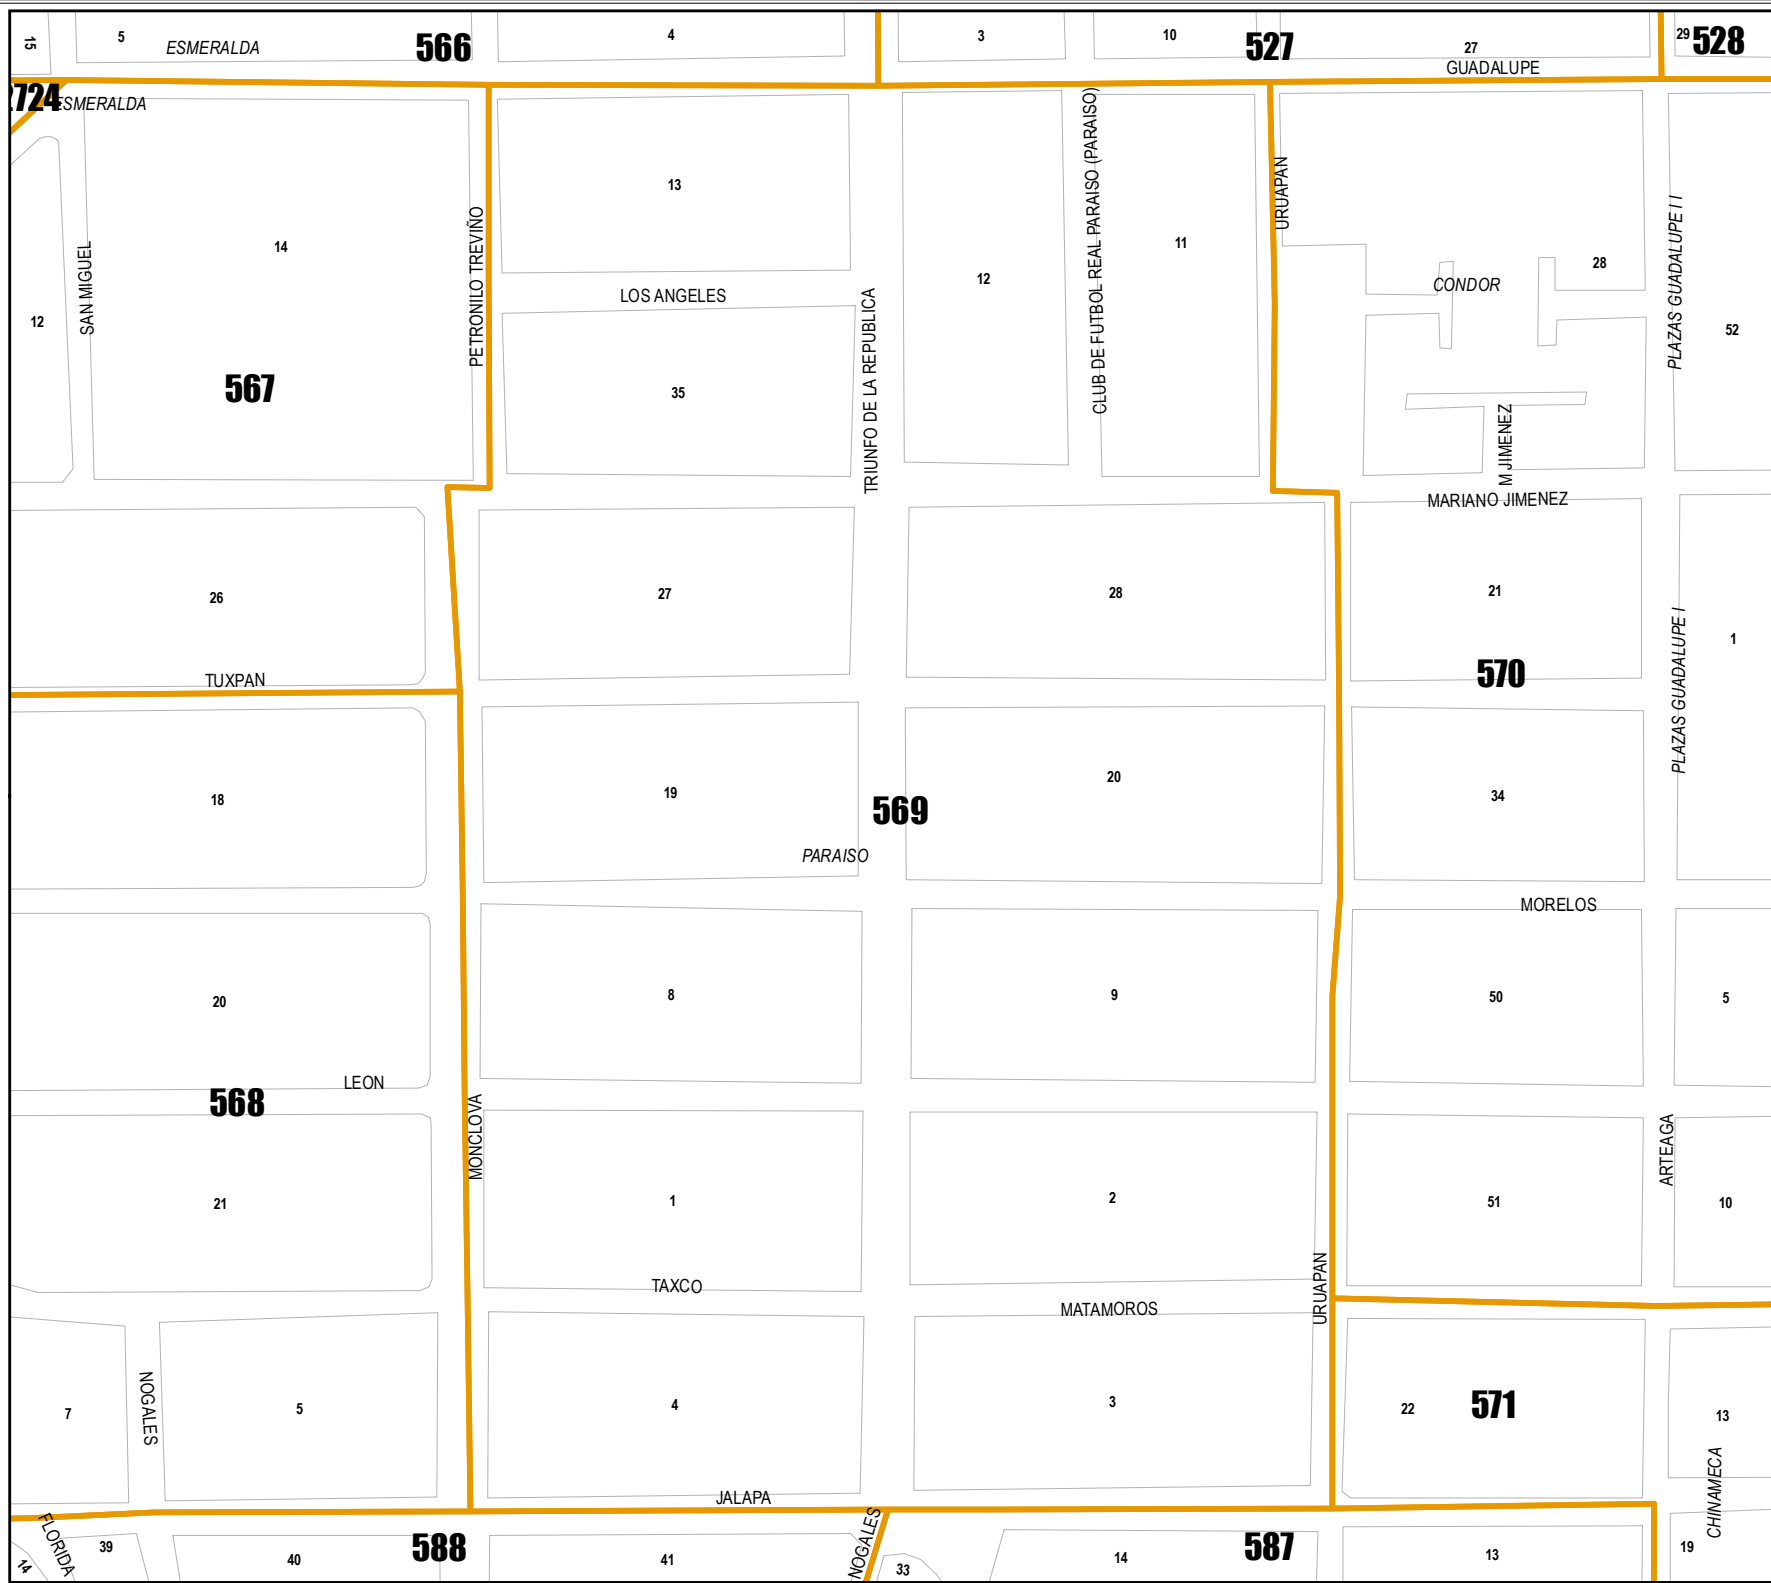 15
5
ESMERALDA
566
4
3
10
527
27
GUADALUPE
29
528
2724
ESMERALDA
13
14
12
11
URUAPAN
28
CONDOR
PLAZAS GUADALUPE I I
52
12
SAN MIGUEL
PETRONILO TREVIÑO
LOS ANGELES
TRIUNFO DE LA REPUBLICA
CLUB DE FUTBOL REAL PARAISO (PARAISO)
567
35
M JIMENEZ
MARIANO JIMENEZ
26
27
28
21
PLAZAS GUADALUPE I
1
TUXPAN
570
18
19
569
20
34
PARAISO
MORELOS
20
8
9
50
5
LEON
568
MONCLOVA
ARTEAGA
21
1
2
51
10
TAXCO
MATAMOROS
URUAPAN
7
NOGALES
5
4
3
22
571
13
CHINAMECA
JALAPA
FLORIDA
14
39
40
588
41
NOGALES
33
14
587
13
19